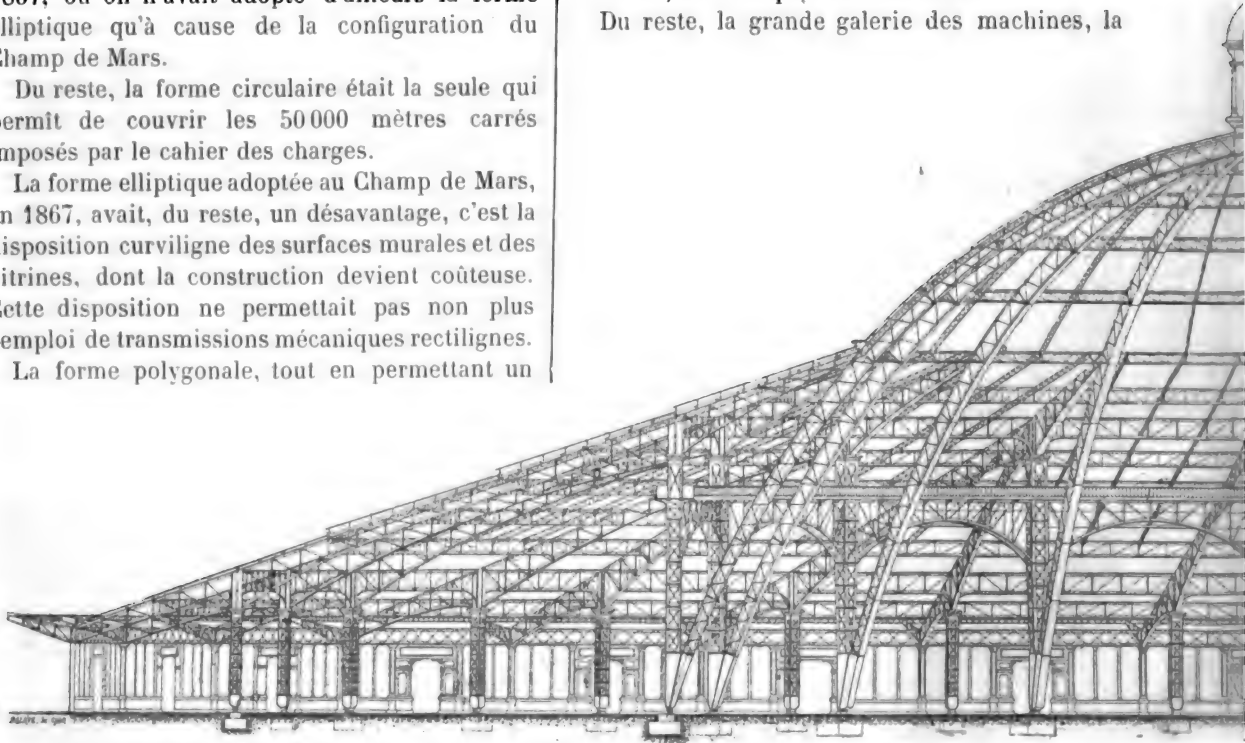 elliptique qu'à cause de la configuration du
Champ de Mars.
Du reste, la forme circulaire était la seule qui
permît de couvrir les 50 000 mètres carrés
imposés par le cahier des charges.
La forme elliptique adoptée au Champ de Mars,
en 1867, avait, du reste, un désavantage, c'est la
disposition curviligne des surfaces murales et des
vitrines, dont la construction devient coûteuse.
Cette disposition ne permettait pas non plus
l'emploi de transmissions mécaniques rectilignes.
La forme polygonale, tout en permettant un
Du reste, la grande galerie des machines, la